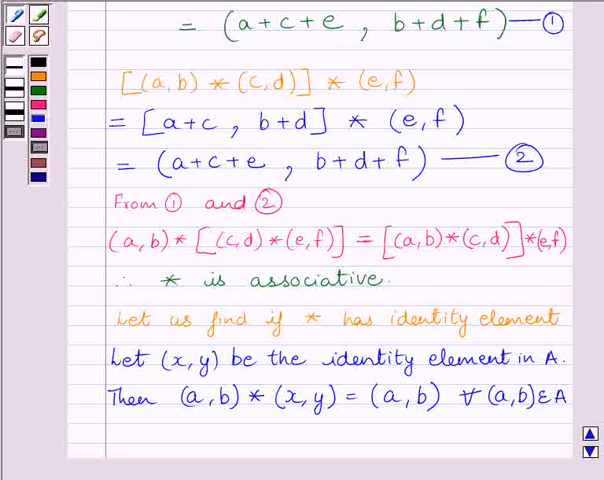 = (a+c+e , b+d+f) — ①
[(a,b) * (c,d)] * (e,f)
= [a+c , b+d] * (e,f)
= (a+c+e , b+d+f) — ②
From ① and ②
(a,b) * [(c,d) * (e,f)] = [(a,b) * (c,d)] * (e,f)
∴ * is associative.
Let us find if * has identity element
Let (x,y) be the identity element in A.
Then (a,b) * (x,y) = (a,b) ∀ (a,b) ε A